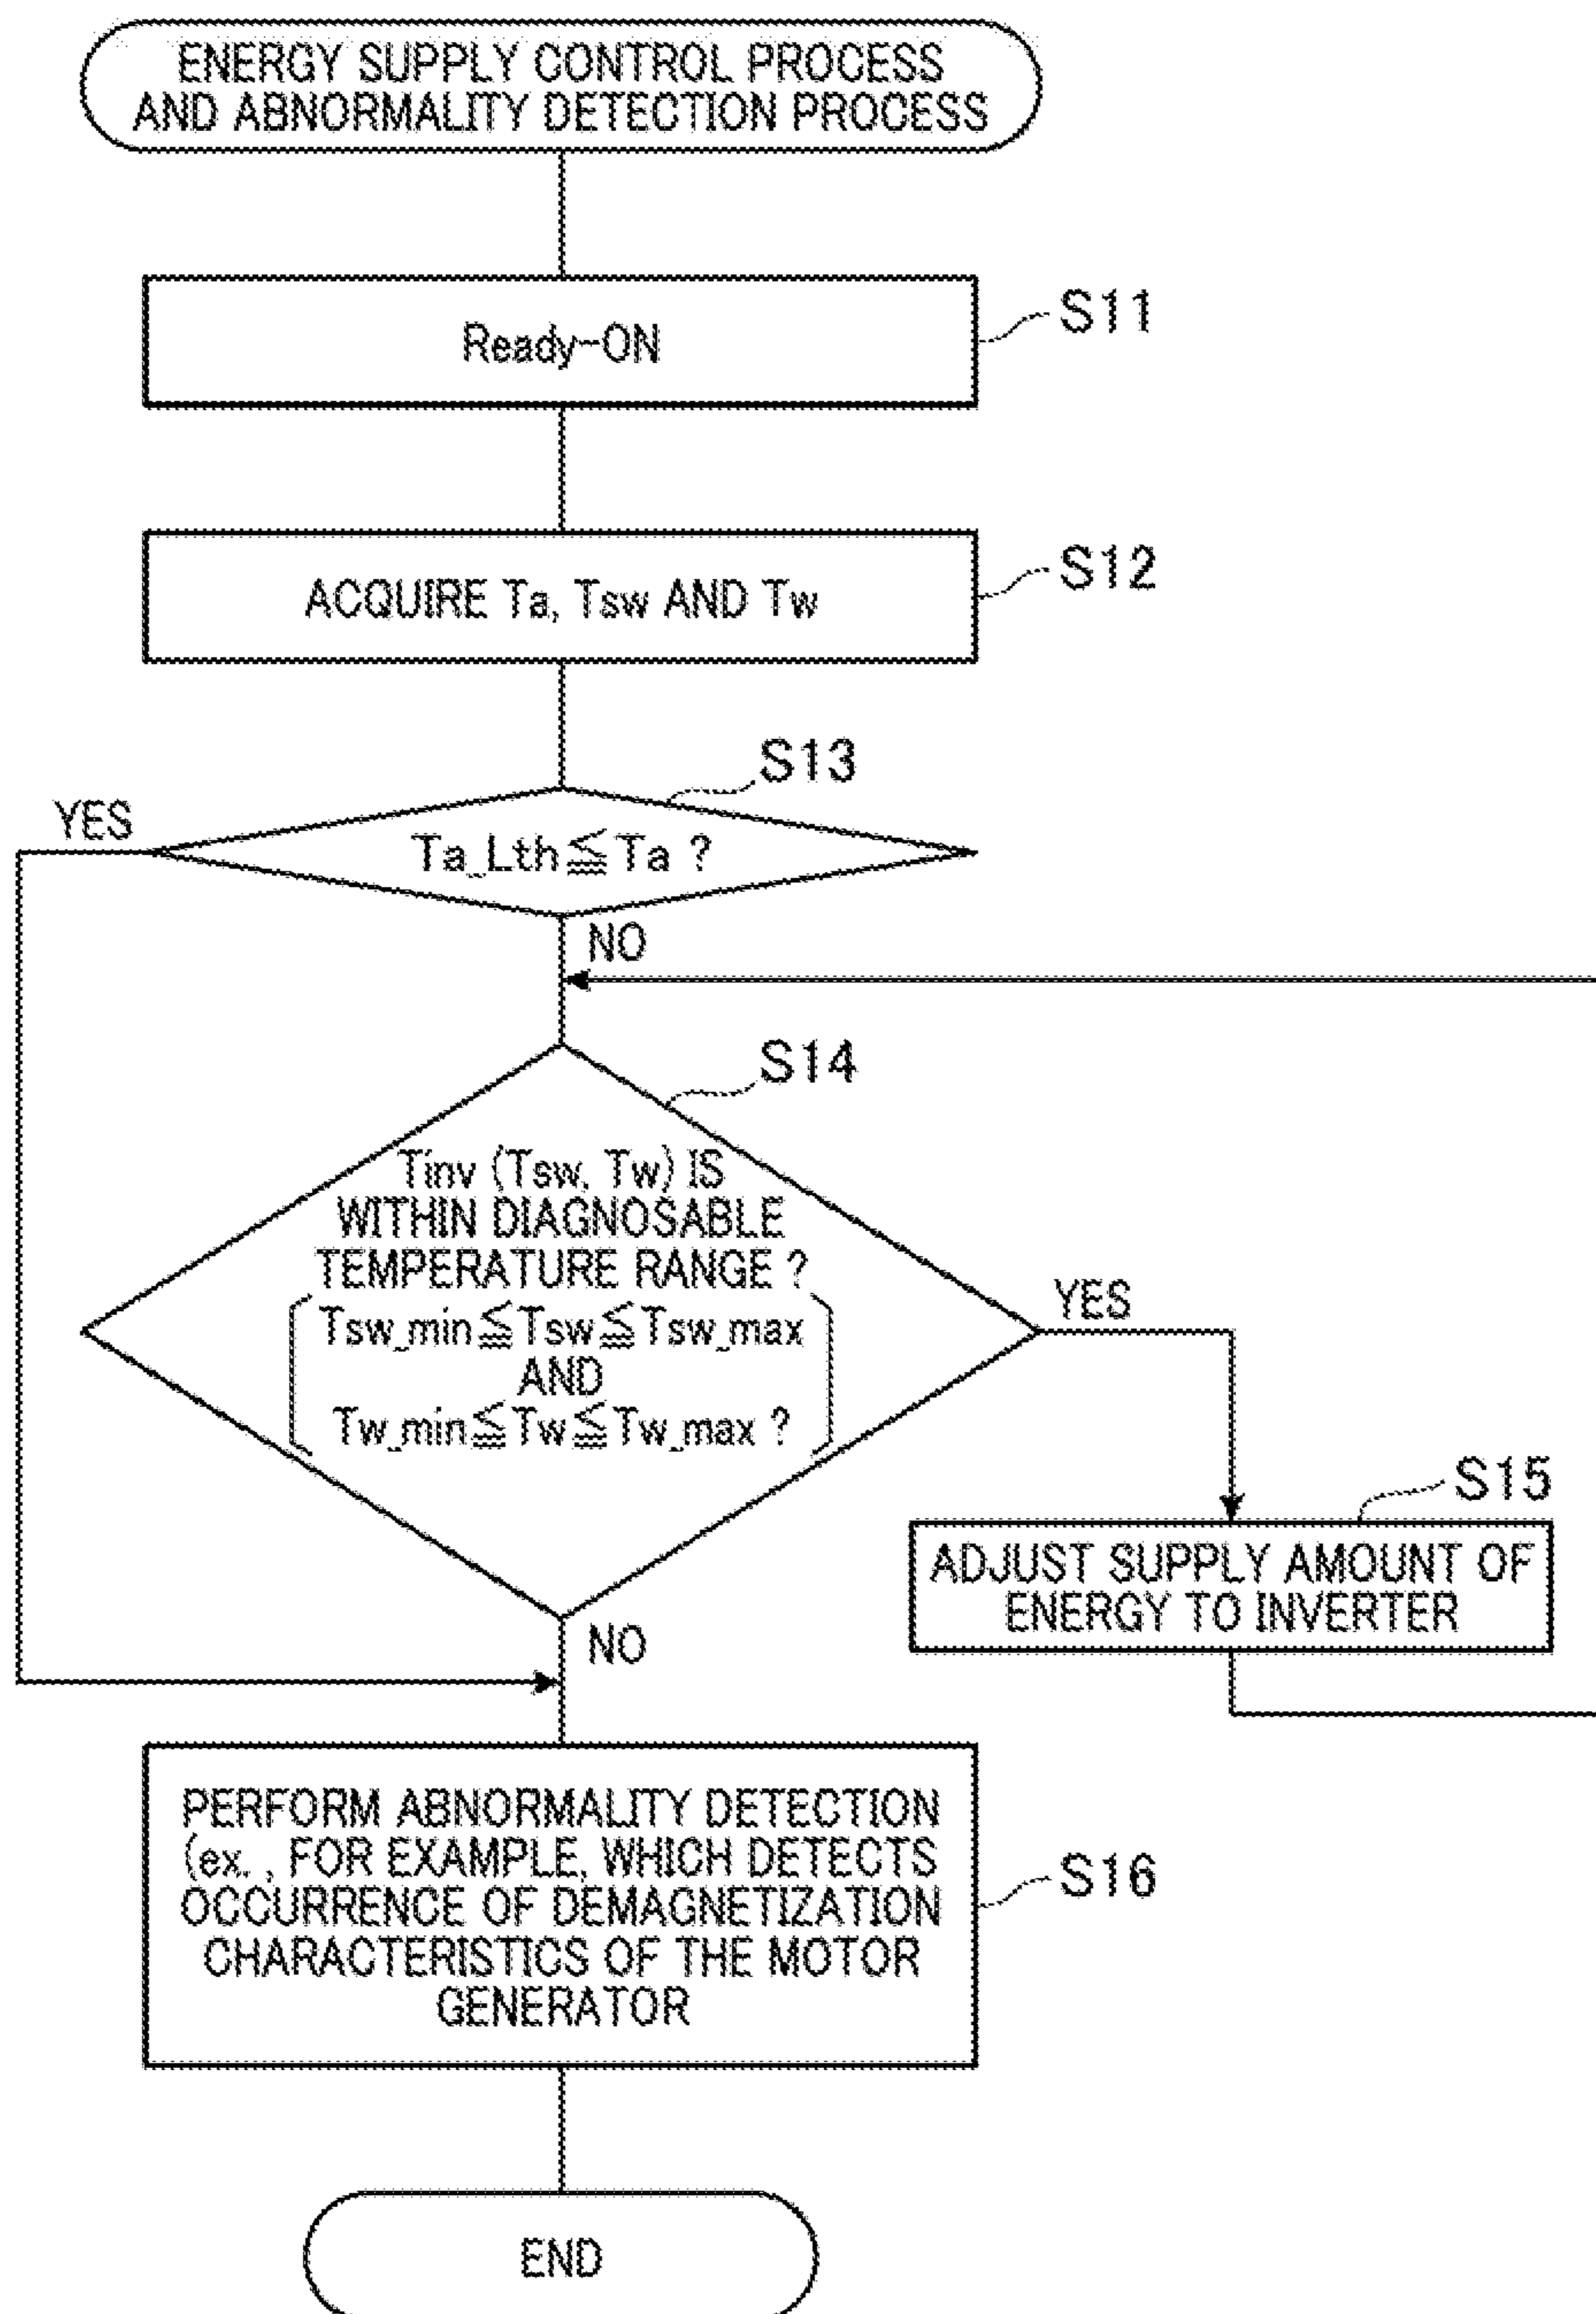 ENERGY SUPPLY CONTROL PROCESS
AND ABNORMALITY DETECTION PROCESS
Ready-ON
S11
ACQUIRE Ta, Tsw AND Tw
S12
S13
YES
Ta_Lth≦Ta ?
NO
S14
Tinv (Tsw, Tw) IS
WITHIN DIAGNOSABLE
TEMPERATURE RANGE ?
Tsw_min≦Tsw≦Tsw_max
AND
Tw_min≦Tw≦Tw_max ?
YES
S15
ADJUST SUPPLY AMOUNT OF
ENERGY TO INVERTER
NO
PERFORM ABNORMALITY DETECTION
(ex. , FOR EXAMPLE, WHICH DETECTS
OCCURRENCE OF DEMAGNETIZATION
CHARACTERISTICS OF THE MOTOR
GENERATOR
S16
END